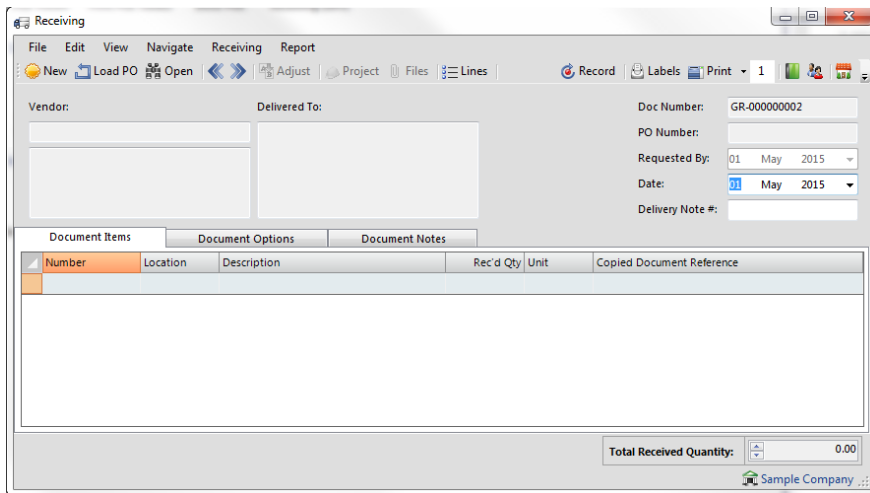 Receiving
File Edit View Navigate Receiving Report
New Load PO Open Adjust Project Files Lines Record Labels Print 1
Vendor: Delivered To: Doc Number: GR-000000002
PO Number:
Requested By: 01 May 2015
Date: 01 May 2015
Delivery Note #:
Document Items Document Options Document Notes
Number Location Description Rec'd Qty Unit Copied Document Reference
Total Received Quantity: 0.00
Sample Company